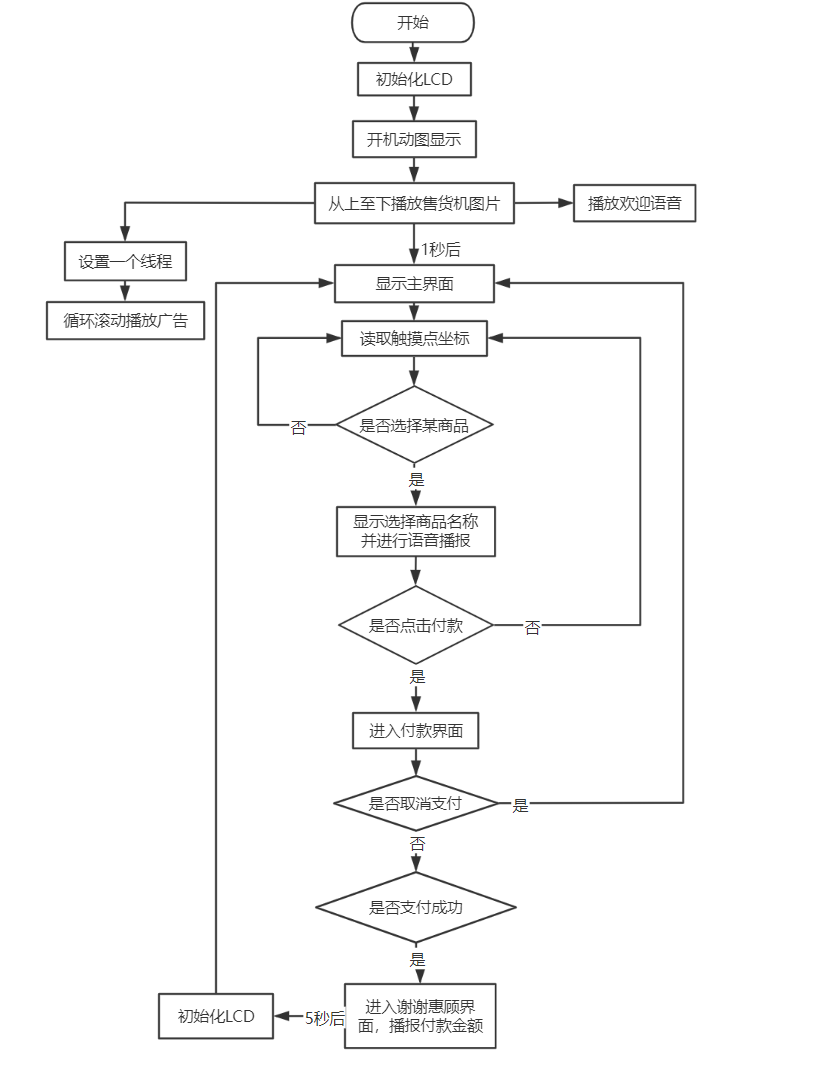 开始
初始化LCD
开机动图显示
从上至下播放售货机图片
播放欢迎语音
设置一个线程
循环滚动播放广告
1秒后
显示主界面
读取触摸点坐标
是否选择某商品
否
是
显示选择商品名称
并进行语音播报
是否点击付款
否
是
进入付款界面
是否取消支付
是
否
是否支付成功
是
进入谢谢惠顾界
面，播报付款金额
5秒后
初始化LCD